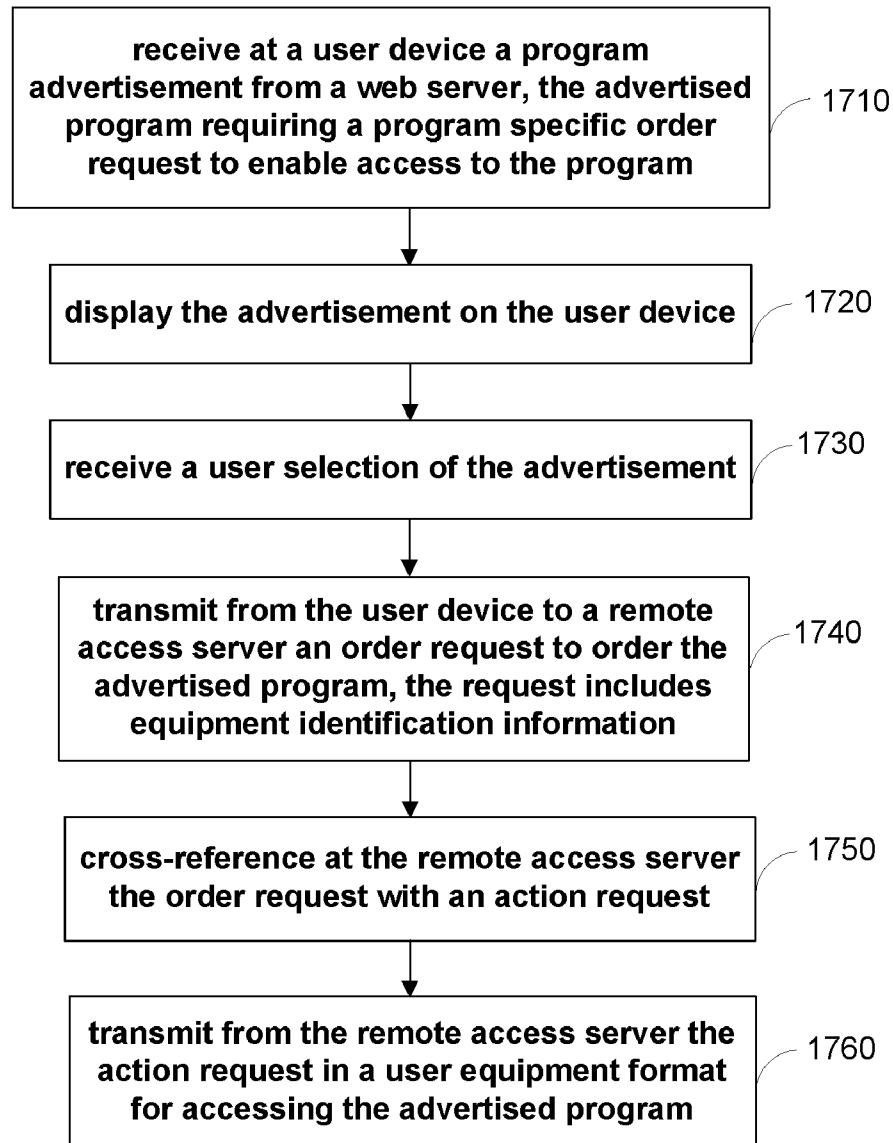 receive at a user device a program
advertisement from a web server, the advertised
program requiring a program specific order
request to enable access to the program
1710
display the advertisement on the user device
1720
receive a user selection of the advertisement
1730
transmit from the user device to a remote
access server an order request to order the
advertised program, the request includes
equipment identification information
1740
cross-reference at the remote access server
the order request with an action request
1750
transmit from the remote access server the
action request in a user equipment format
for accessing the advertised program
1760